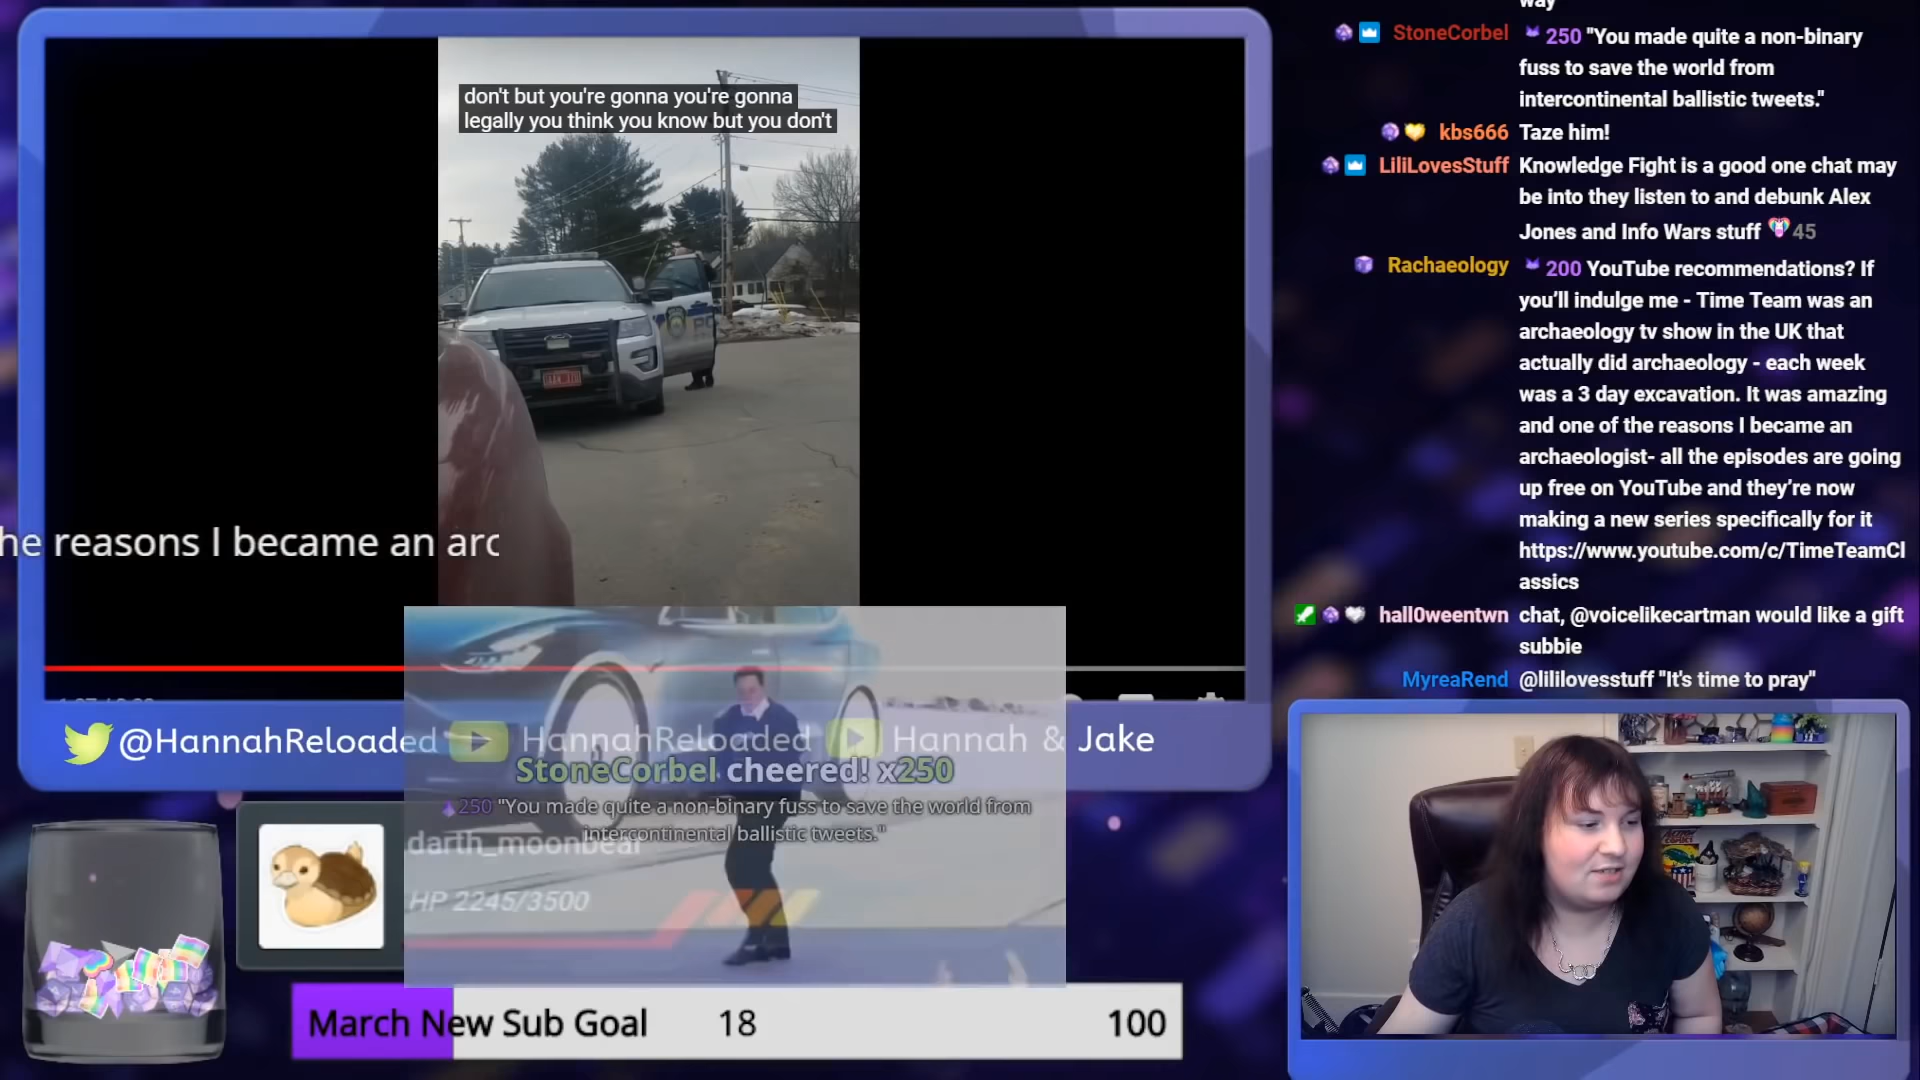 don't but you're gonna you're gonna
legally you think you know but you don't
he reasons I became an arc
@HannahReloaded HannahReloaded Hannah & Jake
StoneCorbel cheered! x250
250 "You made quite a non-binary fuss to save the world from
intercontinental ballistic tweets."
darth_moonbear
HP 2245/3500
March New Sub Goal 18 100
way
StoneCorbel 250 "You made quite a non-binary
fuss to save the world from
intercontinental ballistic tweets."
kbs666 Taze him!
LiliLovesStuff Knowledge Fight is a good one chat may
be into they listen to and debunk Alex
Jones and Info Wars stuff 45
Rachaeology 200 YouTube recommendations? If
you'll indulge me - Time Team was an
archaeology tv show in the UK that
actually did archaeology - each week
was a 3 day excavation. It was amazing
and one of the reasons I became an
archaeologist- all the episodes are going
up free on YouTube and they're now
making a new series specifically for it
https://www.youtube.com/c/TimeTeamCl
assics
hall0weentwn chat, @voicelikecartman would like a gift
subbie
MyreaRend @lililovesstuff "It's time to pray"